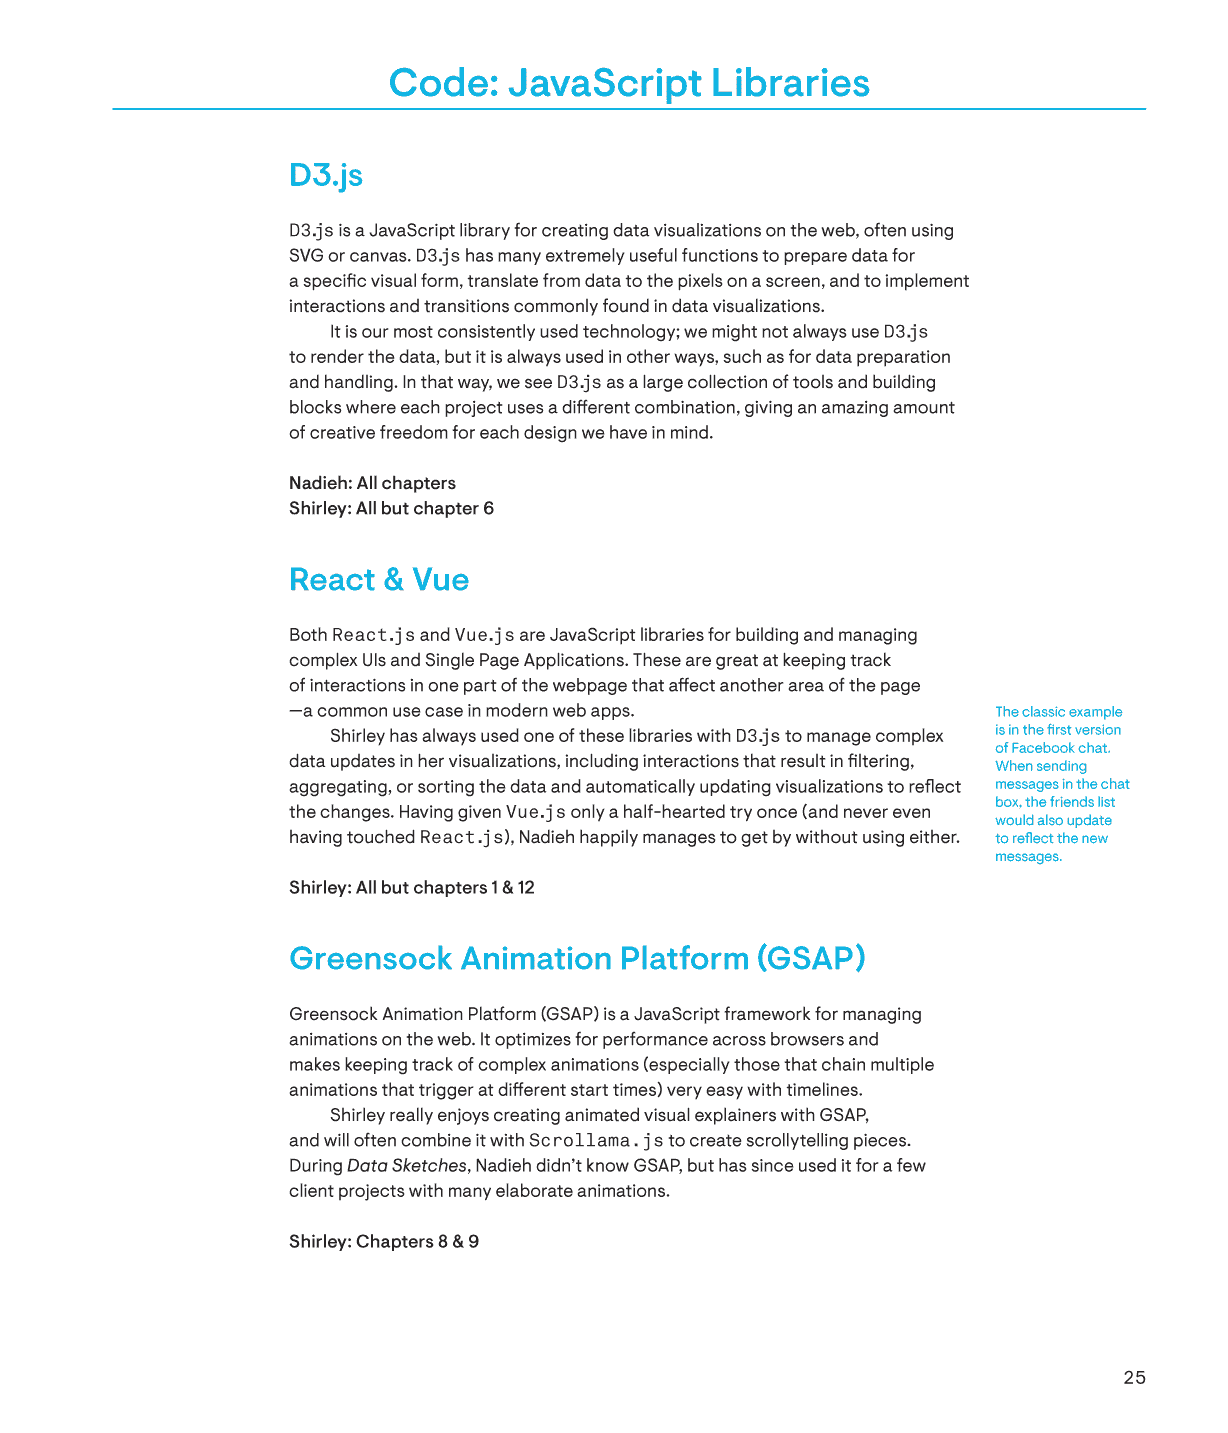 Code: JavaScript Libraries
D3.js
D3.js is a JavaScript library for creating data visualizations on the web, often using
SVG or canvas. D3.js has many extremely useful functions to prepare data for
a specific visual form, translate from data to the pixels on a screen, and to implement
interactions and transitions commonly found in data visualizations.
It is our most consistently used technology; we might not always use D3.js
to render the data, but it is always used in other ways, such as for data preparation
and handling. In that way, we see D3.js as a large collection of tools and building
blocks where each project uses a different combination, giving an amazing amount
of creative freedom for each design we have in mind.
Nadieh: All chapters
Shirley: All but chapter 6
React & Vue
Both React.js and Vue.js are JavaScript libraries for building and managing
complex UIs and Single Page Applications. These are great at keeping track
of interactions in one part of the webpage that affect another area of the page
—a common use case in modern web apps.
Shirley has always used one of these libraries with D3.js to manage complex
data updates in her visualizations, including interactions that result in filtering,
aggregating, or sorting the data and automatically updating visualizations to reflect
the changes. Having given Vue.js only a half-hearted try once (and never even
having touched React.js), Nadieh happily manages to get by without using either.
The classic example
is in the first version
of Facebook chat.
When sending
messages in the chat
box, the friends list
would also update
to reflect the new
messages.
Shirley: All but chapters 1 & 12
Greensock Animation Platform (GSAP)
Greensock Animation Platform (GSAP) is a JavaScript framework for managing
animations on the web. It optimizes for performance across browsers and
makes keeping track of complex animations (especially those that chain multiple
animations that trigger at different start times) very easy with timelines.
Shirley really enjoys creating animated visual explainers with GSAP,
and will often combine it with Scrollama.js to create scrollytelling pieces.
During Data Sketches, Nadieh didn’t know GSAP, but has since used it for a few
client projects with many elaborate animations.
Shirley: Chapters 8 & 9
25